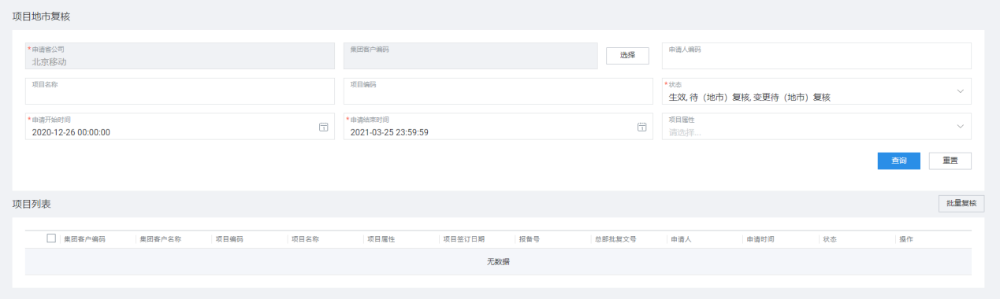 项目地市复核
*申请省公司
北京移动
集团客户编码
选择
申请人编码
项目名称
项目编码
*状态
生效, 待（地市）复核, 变更待（地市）复核
*申请开始时间
2020-12-26 00:00:00
*申请结束时间
2021-03-25 23:59:59
项目属性
请选择...
查询
重置
项目列表
批量复核
集团客户编码 集团客户名称 项目编码 项目名称 项目属性 项目签订日期 报备号 总部批复文号 申请人 申请时间 状态 操作
无数据